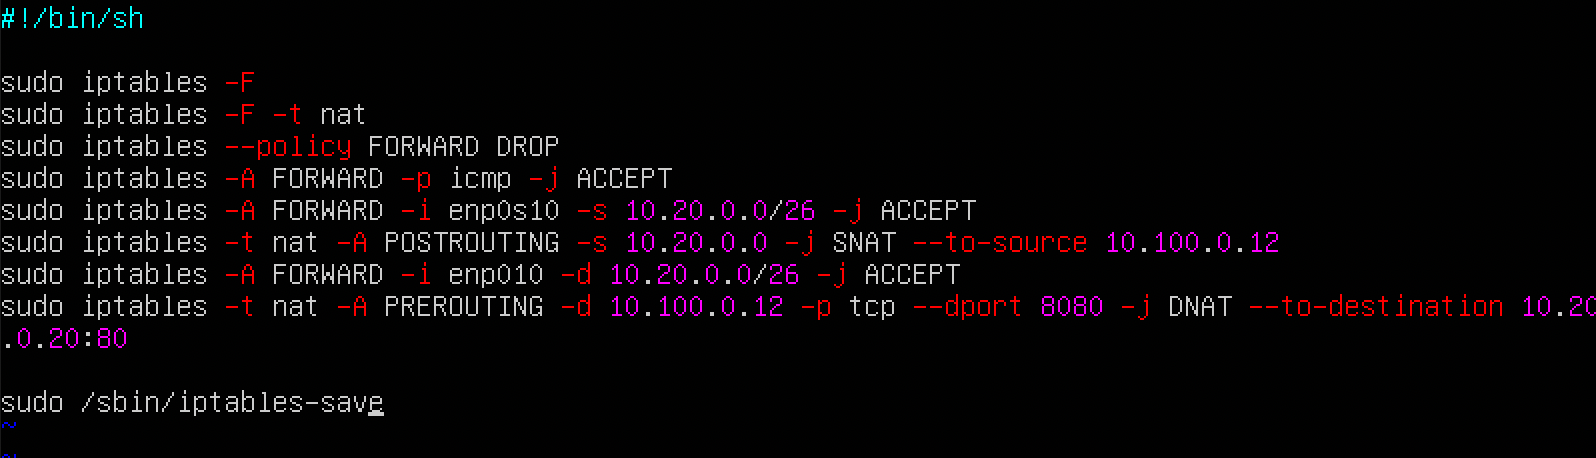 #!/bin/sh
sudo iptables -F
sudo iptables -F -t nat
sudo iptables --policy FORWARD DROP
sudo iptables -A FORWARD -p icmp -j ACCEPT
sudo iptables -A FORWARD -i enp0s10 -s 10.20.0.0/26 -j ACCEPT
sudo iptables -t nat -A POSTROUTING -s 10.20.0.0 -j SNAT --to-source 10.100.0.12
sudo iptables -A FORWARD -i enp010 -d 10.20.0.0/26 -j ACCEPT
sudo iptables -t nat -A PREROUTING -d 10.100.0.12 -p tcp --dport 8080 -j DNAT --to-destination 10.20
.0.20:80
sudo /sbin/iptables-save
~
~